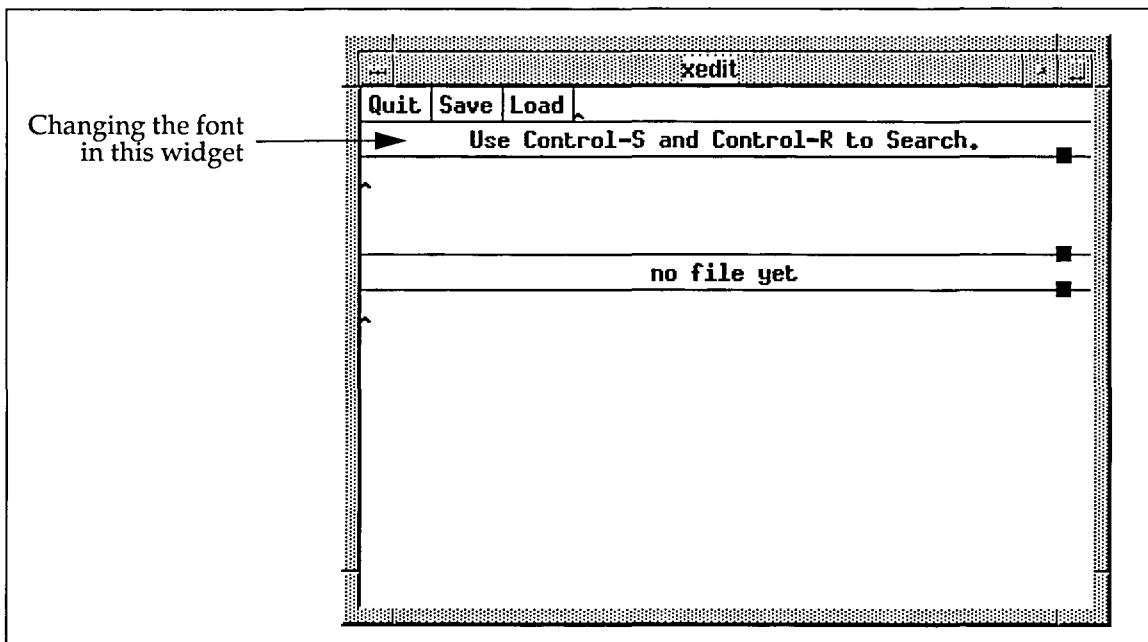 xedit
Quit Save Load
Changing the font
in this widget
Use Control-S and Control-R to Search.
no file yet